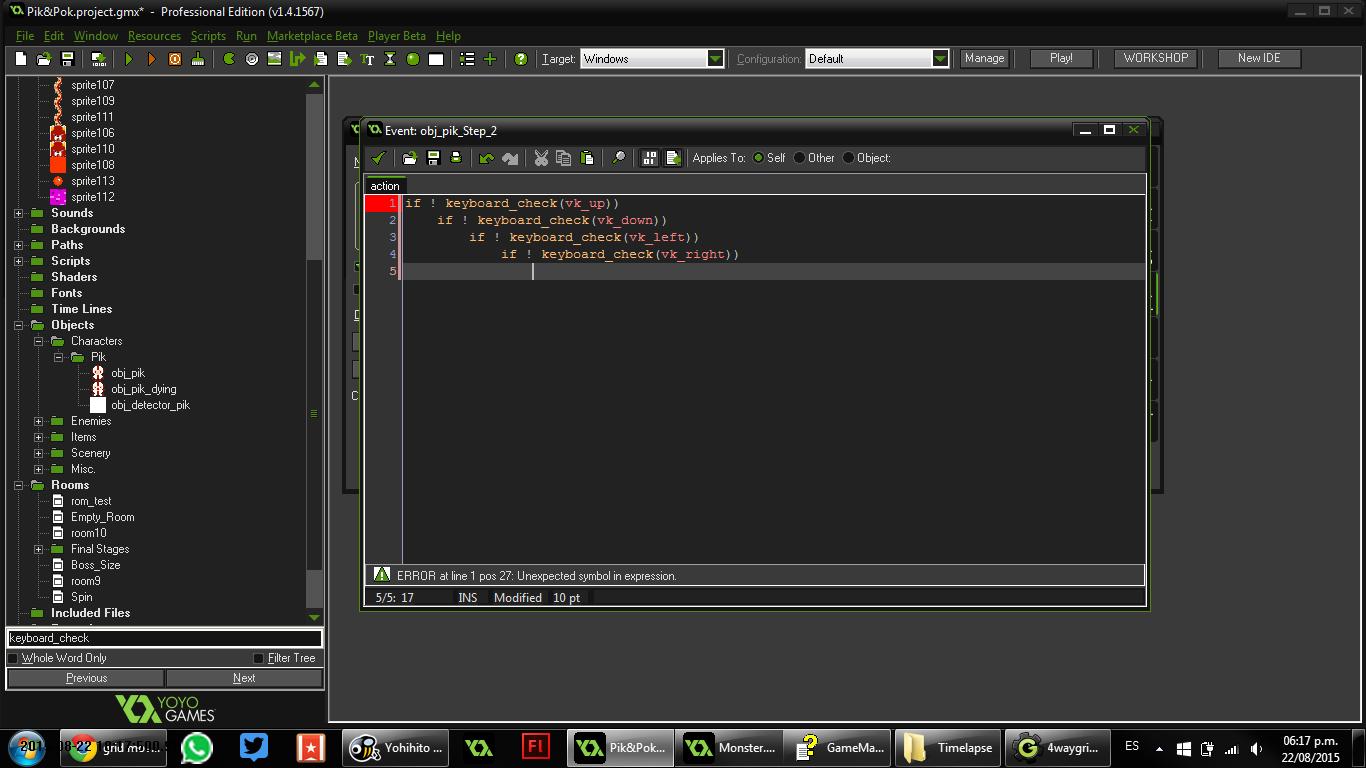 Pik&Pok.project.gmx* - Professional Edition (v1.4.1567)
File Edit Window Resources Scripts Run Marketplace Beta Player Beta Help
Target: Windows Configuration: Default Manage Play! WORKSHOP New IDE
sprite107
sprite109
sprite111
sprite106
sprite110
sprite108
sprite113
sprite112
Sounds
Backgrounds
Paths
Scripts
Shaders
Fonts
Time Lines
Objects
Characters
Pik
obj_pik
obj_pik_dying
obj_detector_pik
Enemies
Items
Scenery
Misc.
Rooms
rom_test
Empty_Room
room10
Final Stages
Boss_Size
room9
Spin
Included Files
keyboard_check
Whole Word Only Filter Tree
Previous Next
YOYO
GAMES
Event: obj_pik_Step_2
Applies To: Self Other Object:
action
1 if ! keyboard_check(vk_up))
2 if ! keyboard_check(vk_down))
3 if ! keyboard_check(vk_left))
4 if ! keyboard_check(vk_right))
5
ERROR at line 1 pos 27: Unexpected symbol in expression.
5/5: 17 INS Modified 10 pt
grid mo...
Fl
Yohihito ...
Pik&Pok...
Monster....
GameMa...
Timelapse
4waygri...
ES
06:17 p.m.
22/08/2015